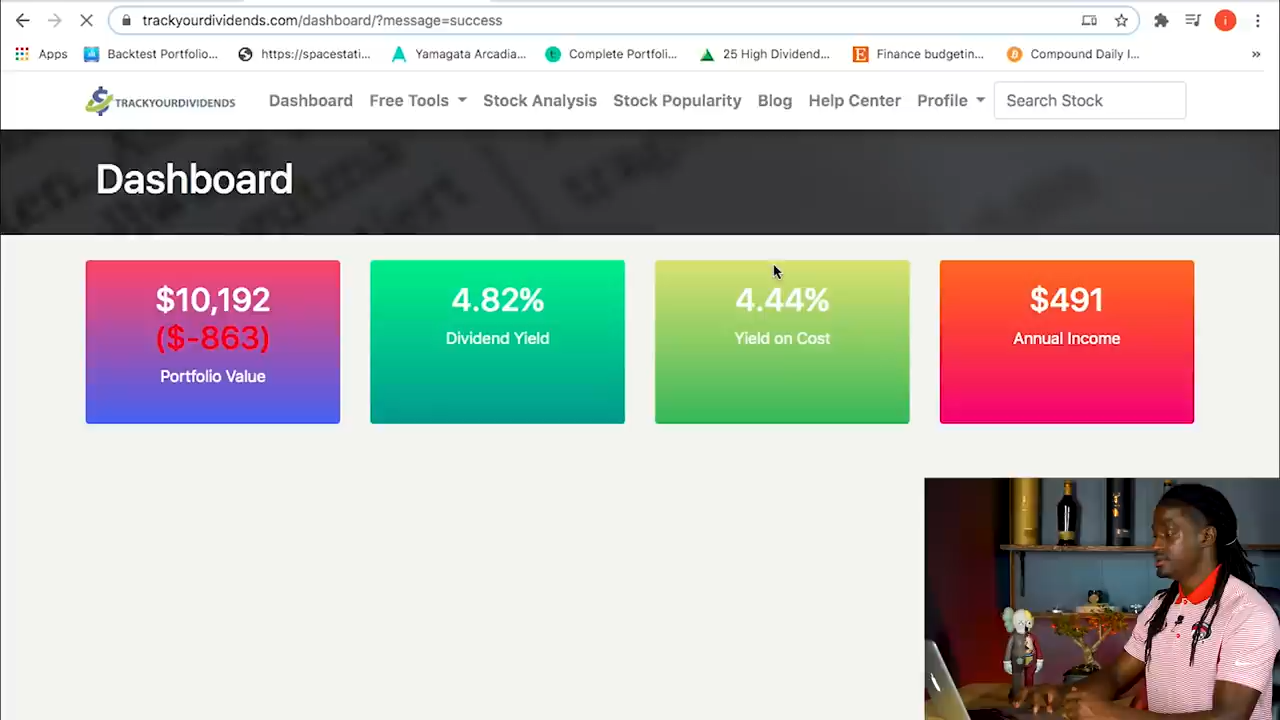 trackyourdividends.com/dashboard/?message=success
i
Apps
Backtest Portfolio...
https://spacestati...
Yamagata Arcadia...
Complete Portfoli...
25 High Dividend...
Finance budgetin...
Compound Daily I...
»
TRACKYOURDIVIDENDS
Dashboard
Free Tools
Stock Analysis
Stock Popularity
Blog
Help Center
Profile
Search Stock
Dashboard
$10,192
($-863)
Portfolio Value
4.82%
Dividend Yield
4.44%
Yield on Cost
$491
Annual Income